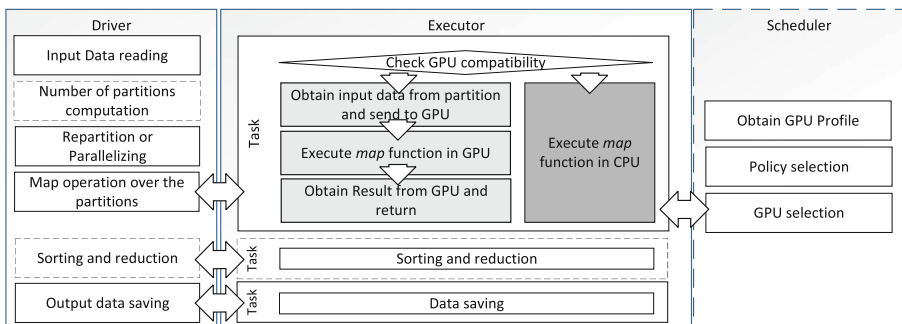 Driver
Input Data reading
Number of partitions
computation
Repartition or
Parallelizing
Map operation over the
partitions
Sorting and reduction
Output data saving
Executor
Task
Check GPU compatibility
Obtain input data from partition
and send to GPU
Execute map function in GPU
Obtain Result from GPU and
return
Execute map
function in CPU
Task
Sorting and reduction
Task
Data saving
Scheduler
Obtain GPU Profile
Policy selection
GPU selection